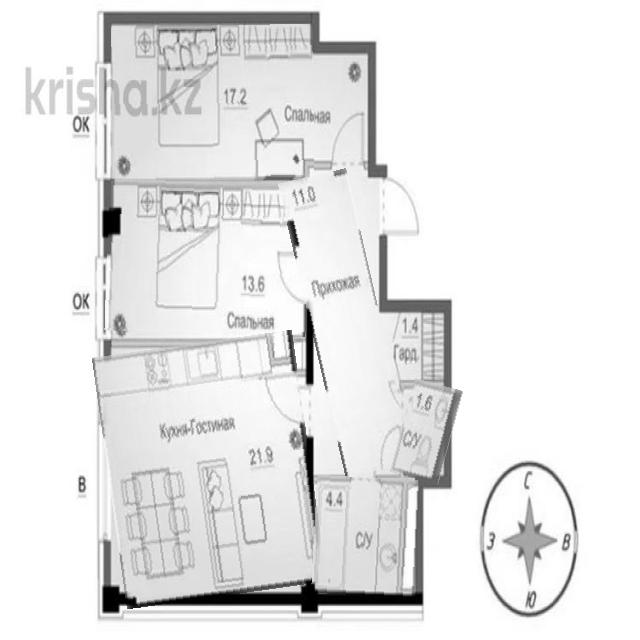 krisha.kz
17.2
Спальная
ОК
11.0
13.6
Прихожая
ОК
Спальная
1.4
Гард.
1.6
С/У
Кухня-Гостиная
21.9
В
4.4
С/У
С
З
В
Ю